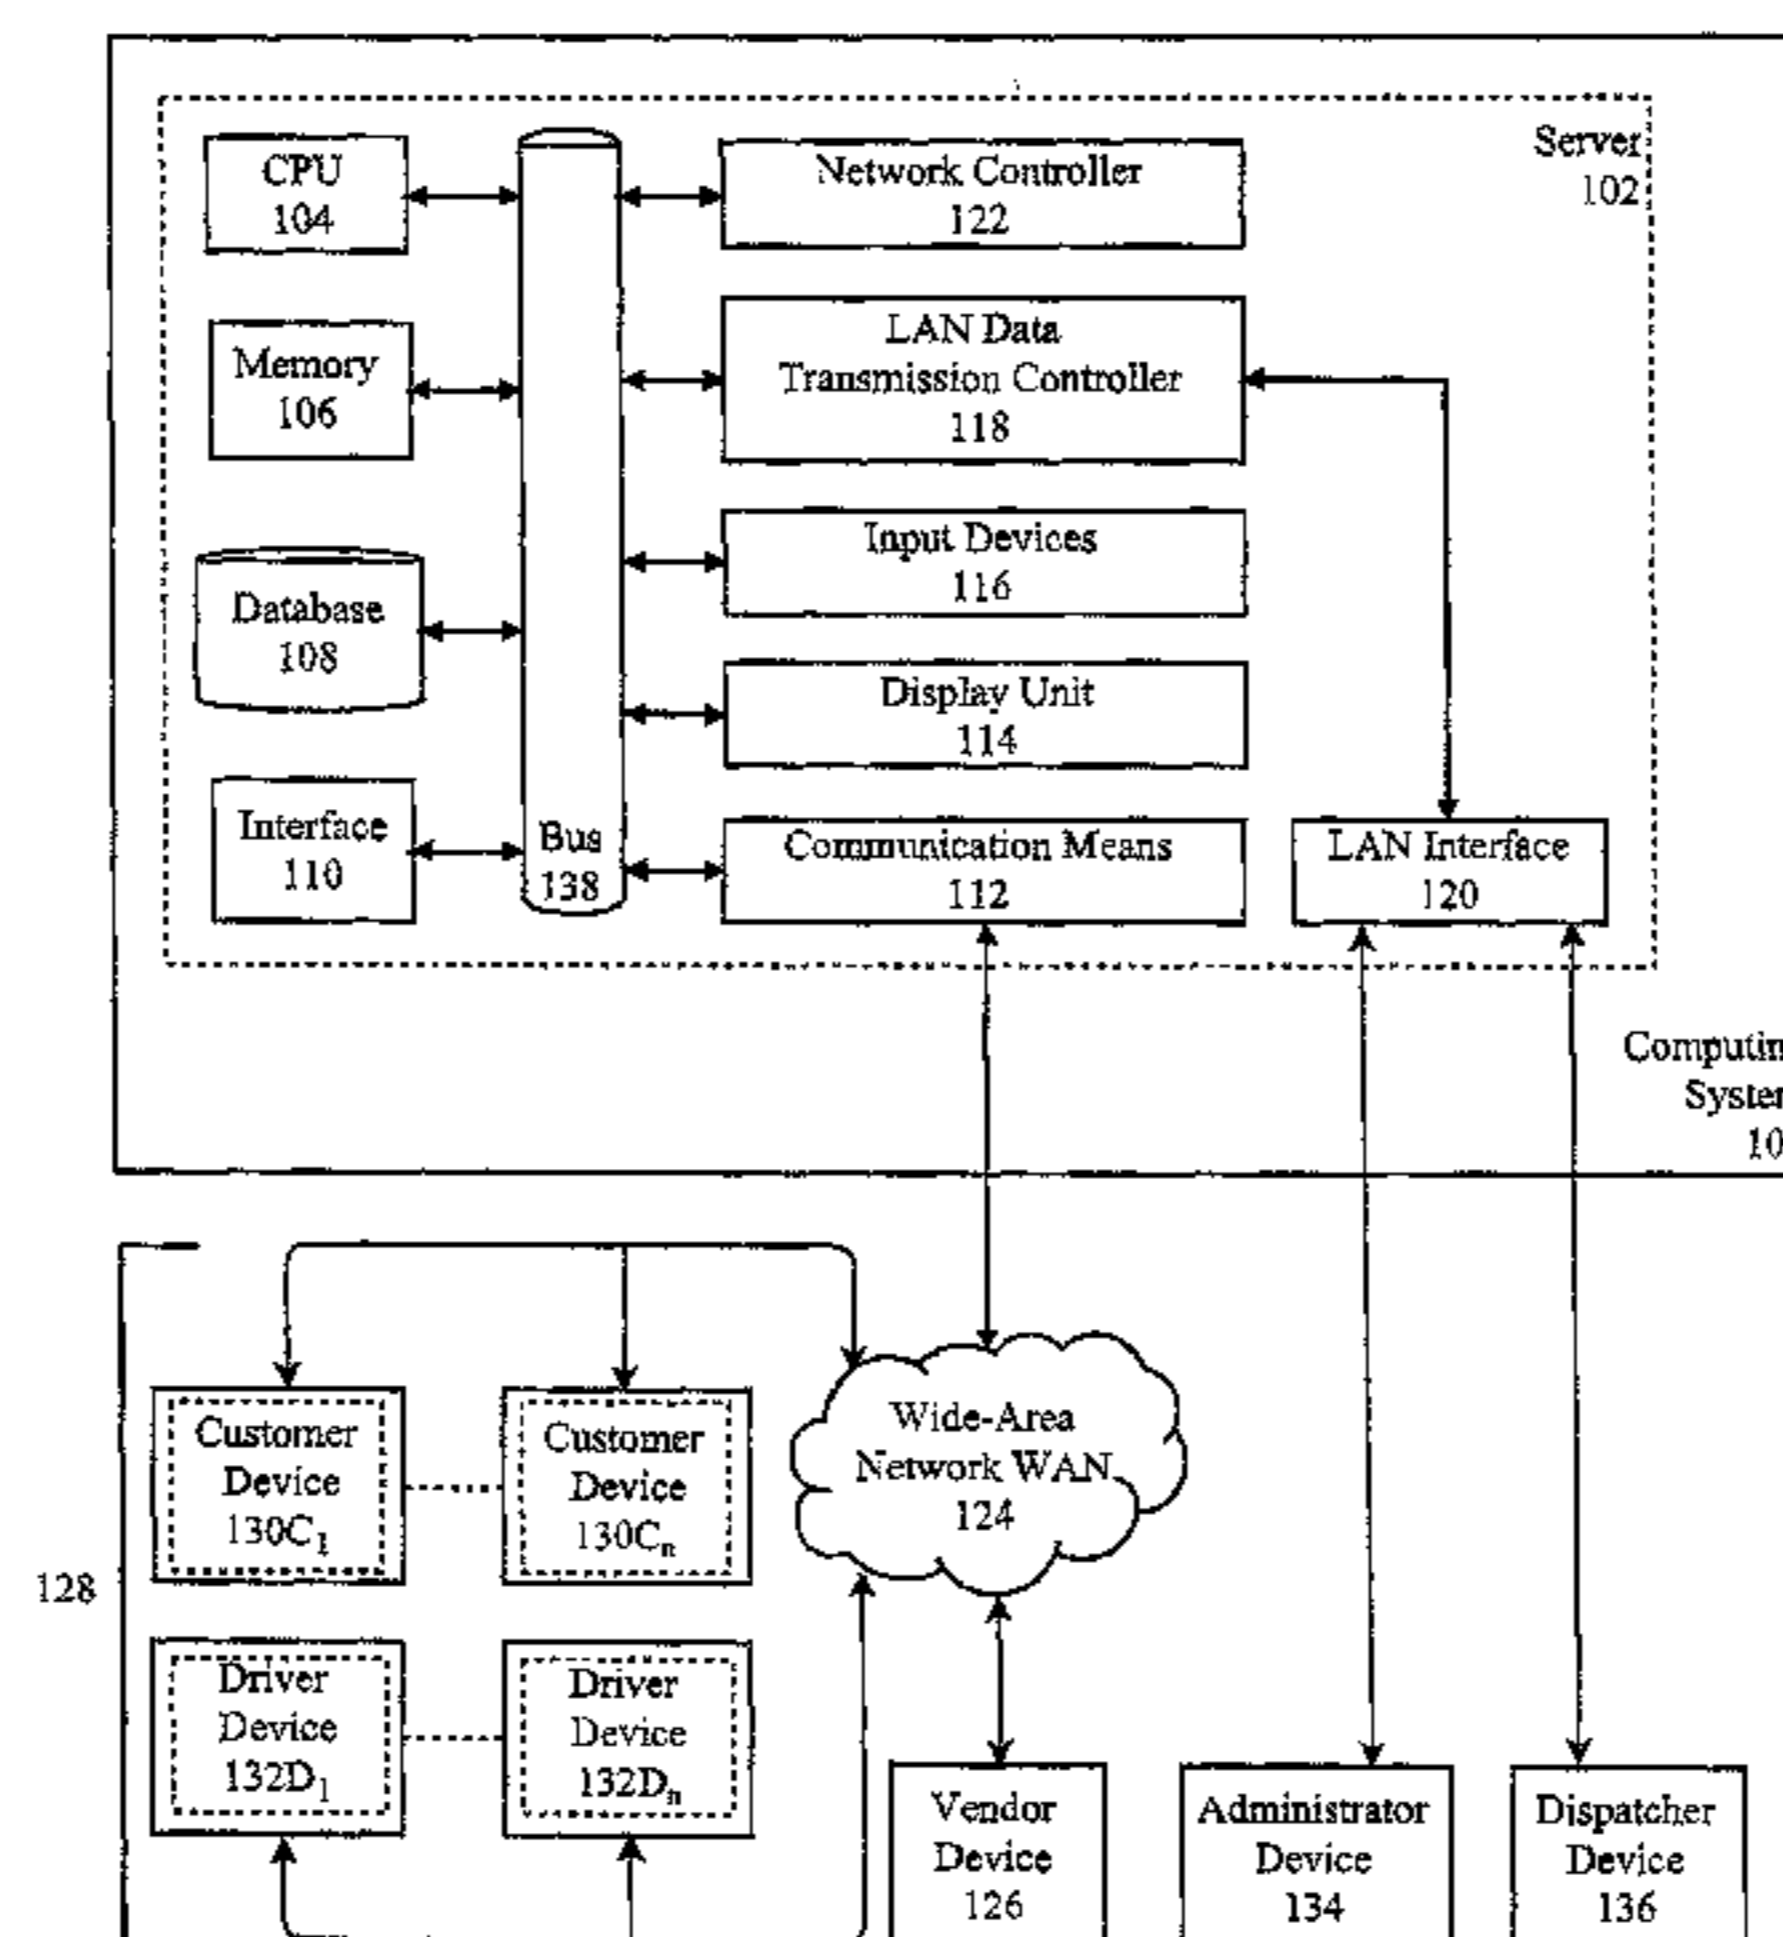 Server
102
CPU
104
Network Controller
122
LAN Data
Transmission Controller
118
Memory
106
Input Devices
116
Database
108
Display Unit
114
Interface
110
Bus
138
Communication Means
112
LAN Interface
120
Computin
System
10
Customer
Device
130C₁
Customer
Device
130Cₙ
Wide-Area
Network WAN
124
128
Driver
Device
132D₁
Driver
Device
132Dₙ
Vendor
Device
126
Administrator
Device
134
Dispatcher
Device
136